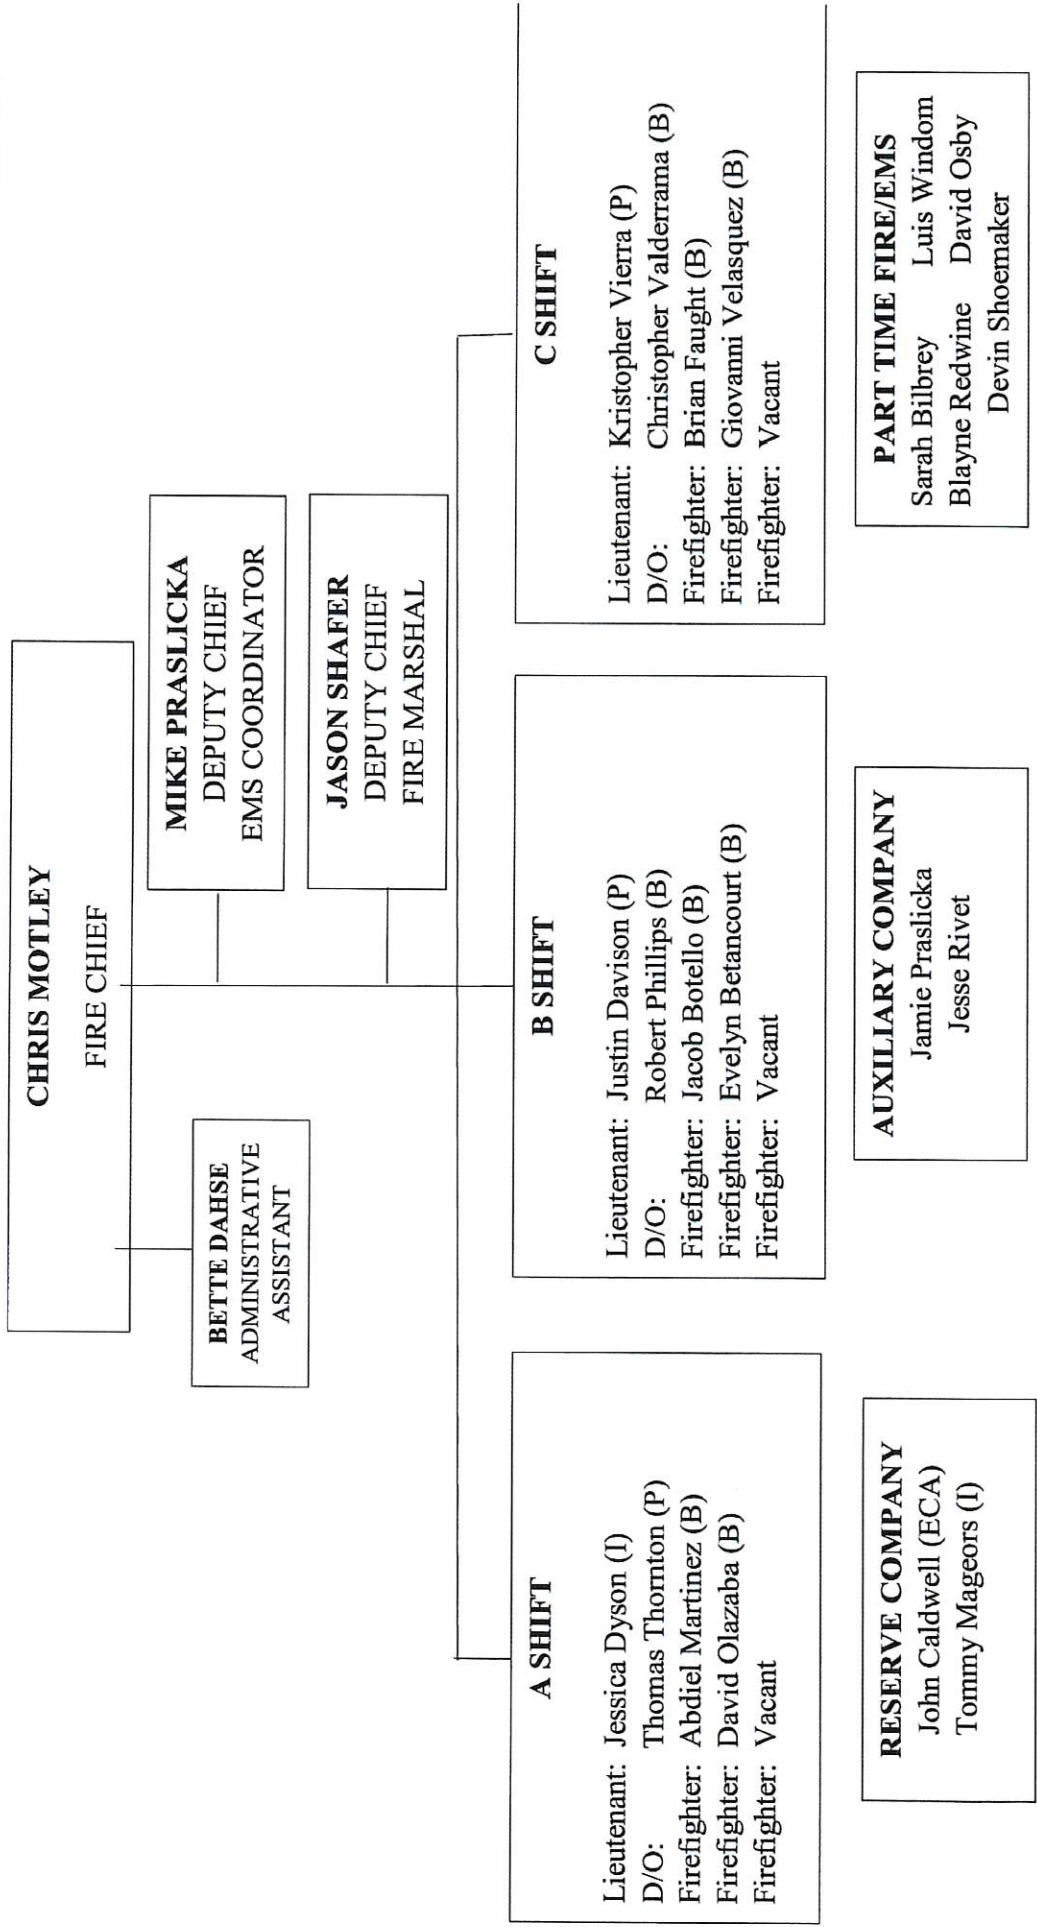 CHRIS MOTLEY
FIRE CHIEF
BETTE DAHSE
ADMINISTRATIVE
ASSISTANT
MIKE PRASLICKA
DEPUTY CHIEF
EMS COORDINATOR
JASON SHAFER
DEPUTY CHIEF
FIRE MARSHAL
A SHIFT
Lieutenant: Jessica Dyson (I)
D/O: Thomas Thornton (P)
Firefighter: Abdiel Martinez (B)
Firefighter: David Olazaba (B)
Firefighter: Vacant
B SHIFT
Lieutenant: Justin Davison (P)
D/O: Robert Phillips (B)
Firefighter: Jacob Botello (B)
Firefighter: Evelyn Betancourt (B)
Firefighter: Vacant
C SHIFT
Lieutenant: Kristopher Vierra (P)
D/O: Christopher Valderrama (B)
Firefighter: Brian Faught (B)
Firefighter: Giovanni Velasquez (B)
Firefighter: Vacant
RESERVE COMPANY
John Caldwell (ECA)
Tommy Mageors (I)
AUXILIARY COMPANY
Jamie Praslicka
Jesse Rivet
PART TIME FIRE/EMS
Sarah Bilbrey Luis Windom
Blayne Redwine David Osby
Devin Shoemaker